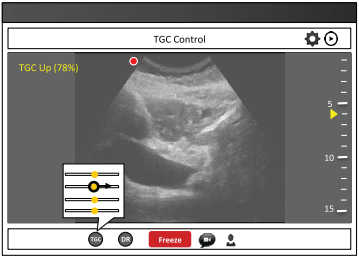 TGC Control
TGC Up (78%)
5
10
15
TGC
DR
Freeze